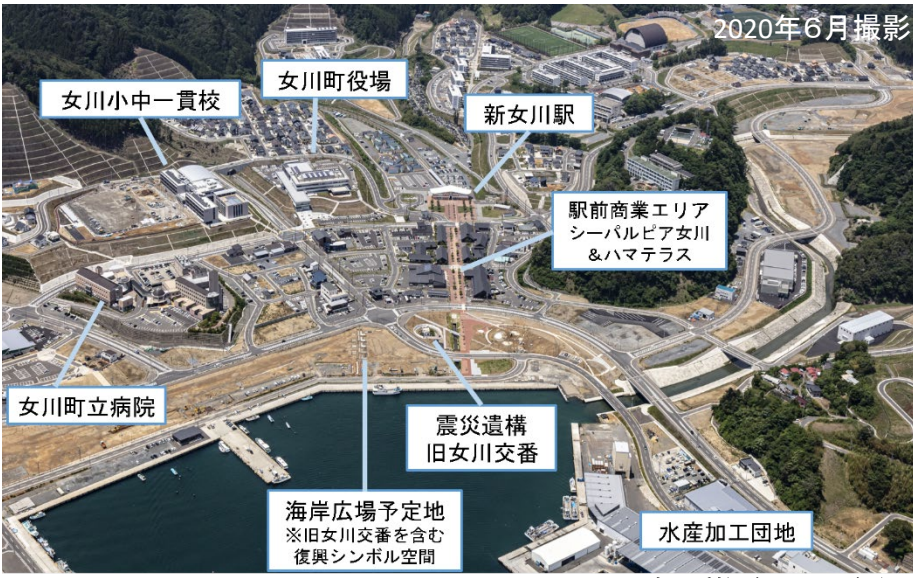 2020年6月撮影
女川町役場
女川小中一貫校
新女川駅
駅前商業エリア
シーパルピア女川
&ハマテラス
女川町立病院
震災遺構
旧女川交番
海岸広場予定地
※旧女川交番を含む
復興シンボル空間
水産加工団地